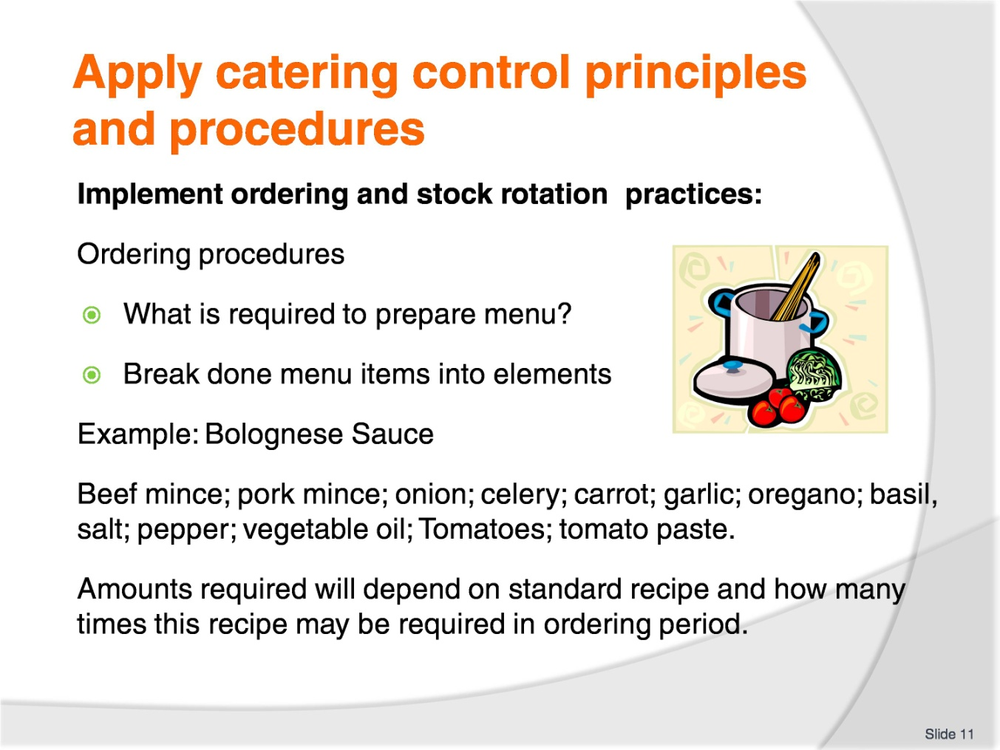 Apply catering control principles
and procedures
Implement ordering and stock rotation  practices:
Ordering procedures
What is required to prepare menu?
Break done menu items into elements
Example: Bolognese Sauce
Beef mince; pork mince; onion; celery; carrot; garlic; oregano; basil,
salt; pepper; vegetable oil; Tomatoes; tomato paste.
Amounts required will depend on standard recipe and how many
times this recipe may be required in ordering period.
Slide 11